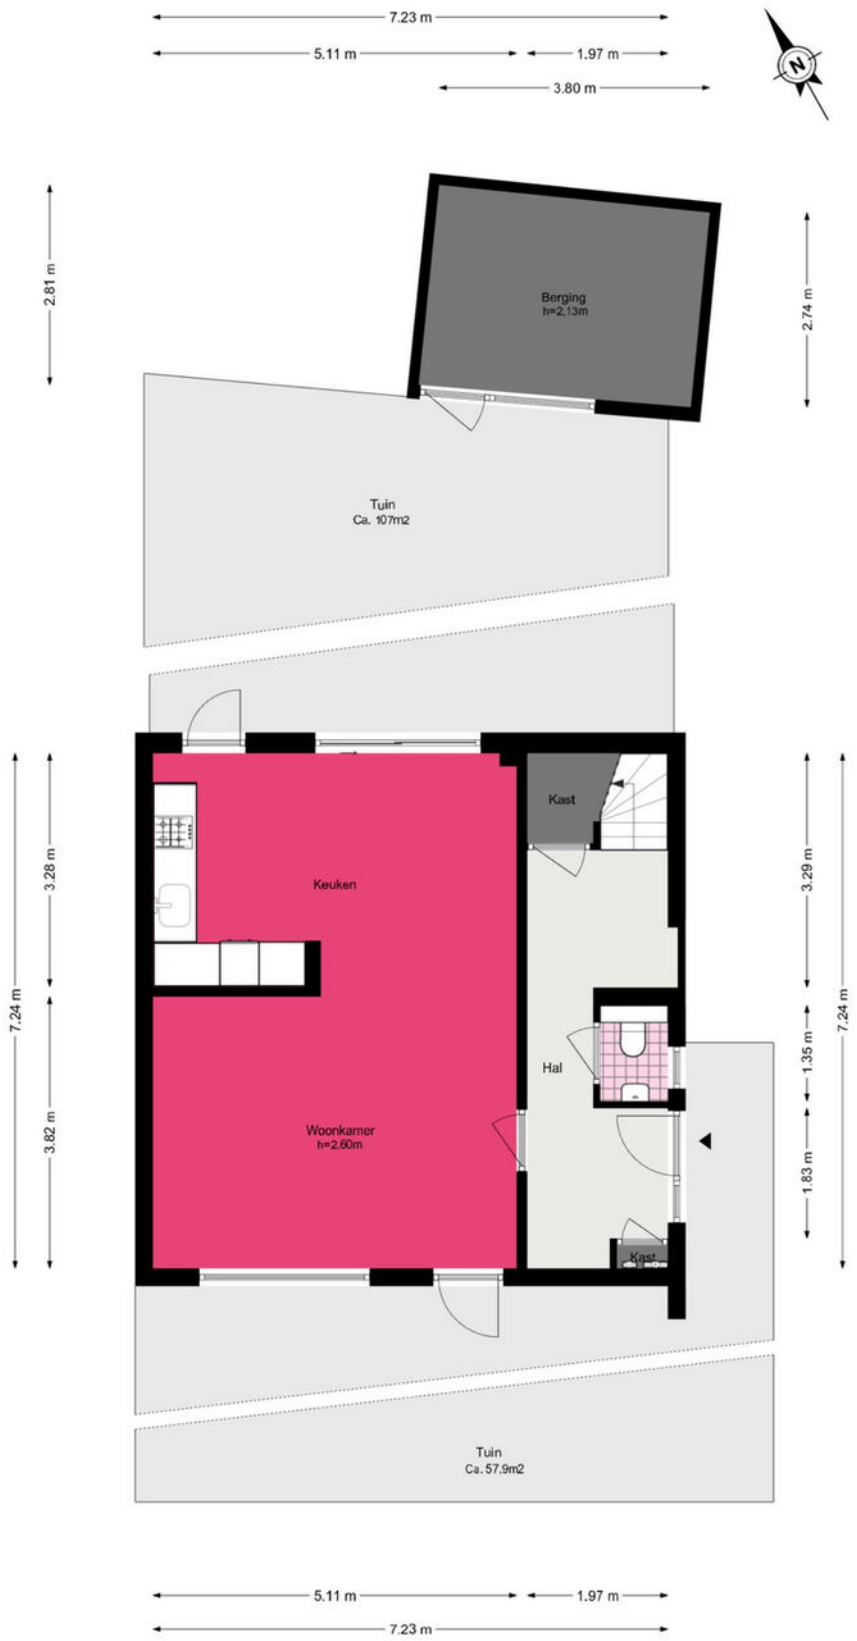 7.23 m
5.11 m
1.97 m
3.80 m
N
2.81 m
Berging
h=2,13m
2.74 m
Tuin
Ca. 107m2
3.28 m
Kast
3.29 m
Keuken
7.24 m
7.24 m
1.35 m
Hal
Woonkamer
h=2,60m
3.82 m
1.83 m
Kast
Tuin
Ca. 57,9m2
5.11 m
1.97 m
7.23 m